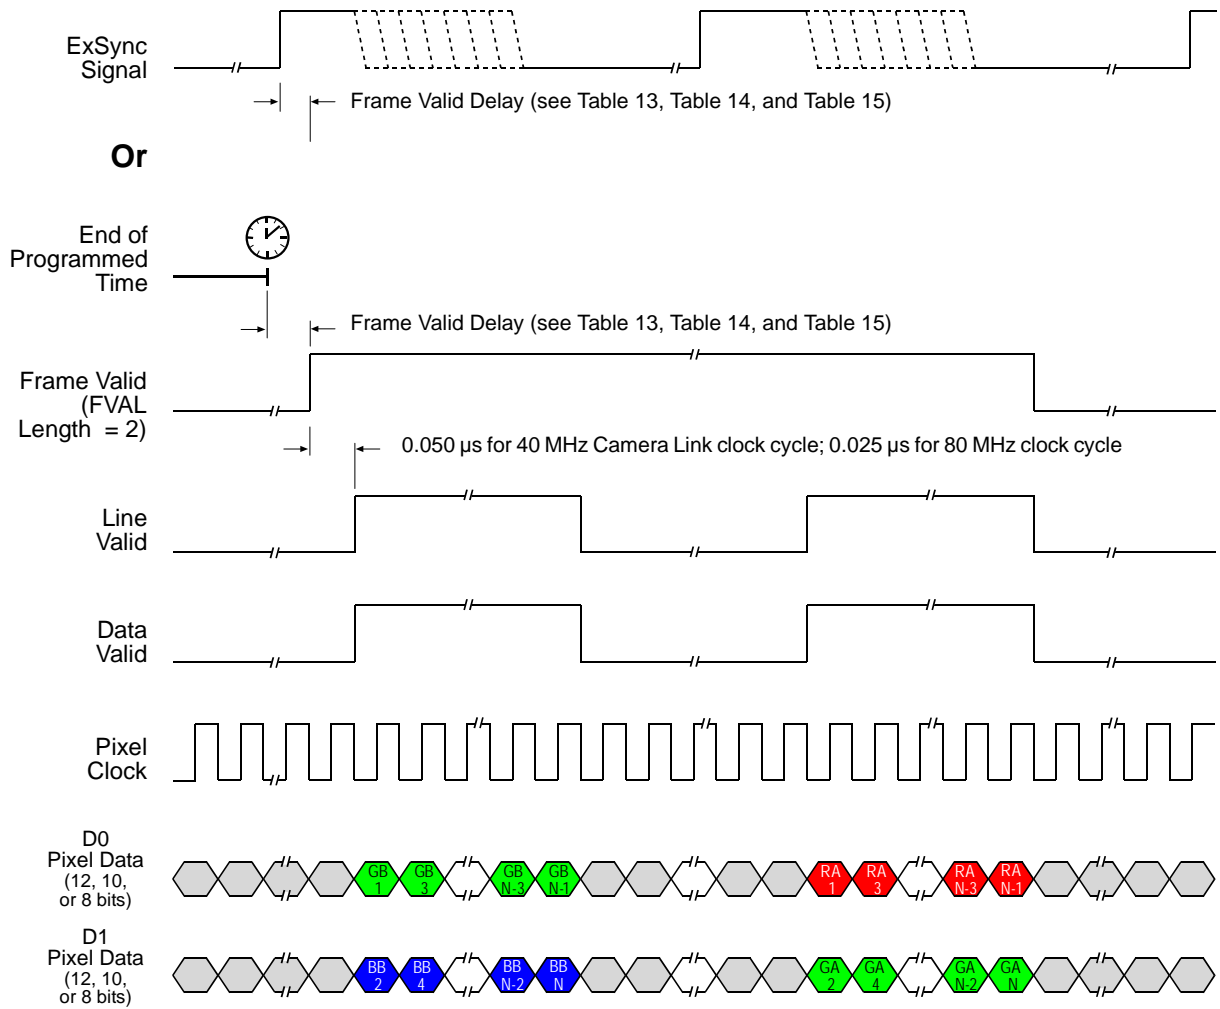 ExSync
Signal
Frame Valid Delay (see Table 13, Table 14, and Table 15)
Or
End of
Programmed
Time
Frame Valid Delay (see Table 13, Table 14, and Table 15)
Frame Valid
(FVAL
Length = 2)
0.050 µs for 40 MHz Camera Link clock cycle; 0.025 µs for 80 MHz clock cycle
Line
Valid
Data
Valid
Pixel
Clock
D0
Pixel Data
(12, 10,
or 8 bits)
GB
1
GB
3
GB
N-3
GB
N-1
RA
1
RA
3
RA
N-3
RA
N-1
D1
Pixel Data
(12, 10,
or 8 bits)
BB
2
BB
4
BB
N-2
BB
N
GA
2
GA
4
GA
N-2
GA
N